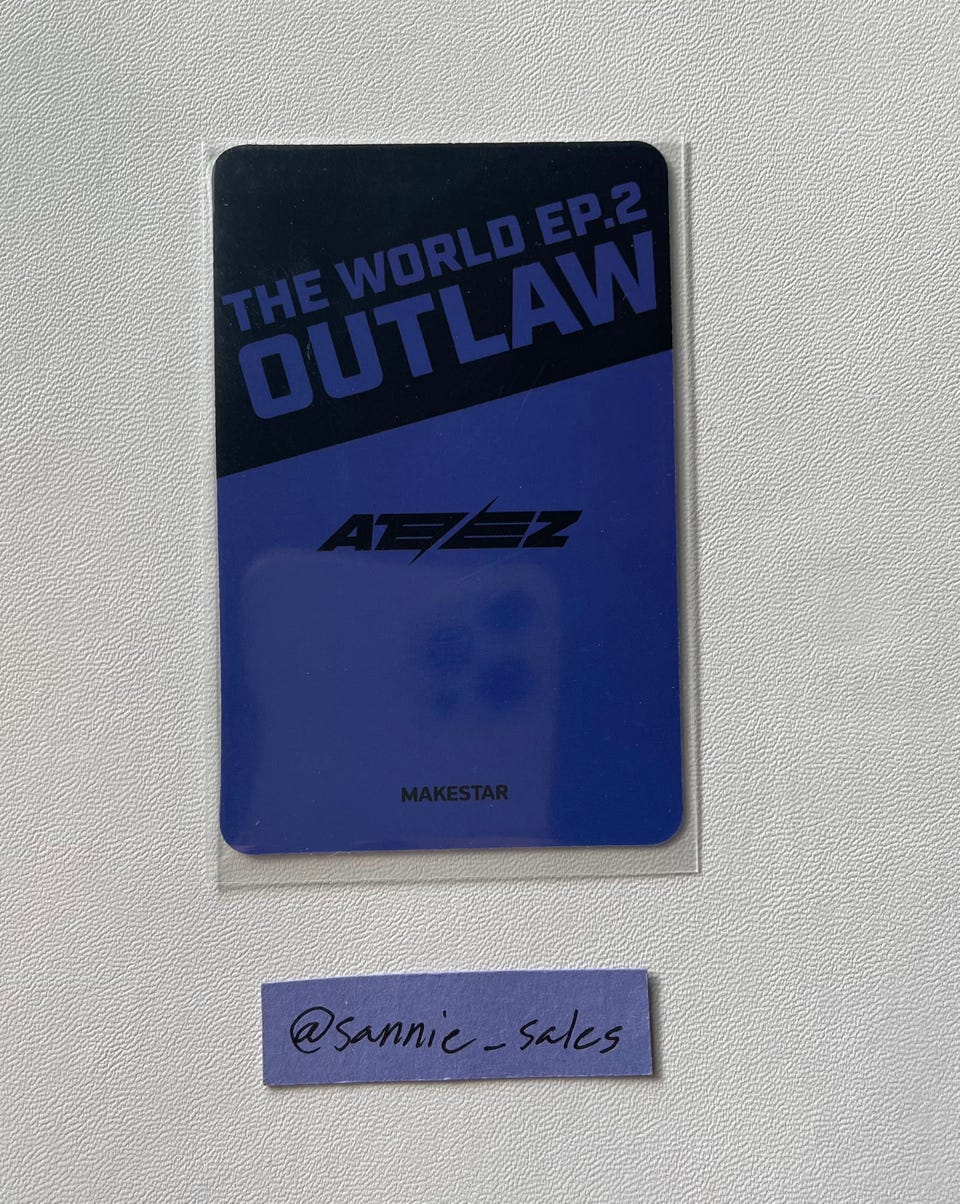 THE WORLD EP.2
OUTLAW
ATEEZ
MAKESTAR
@sannie_sales